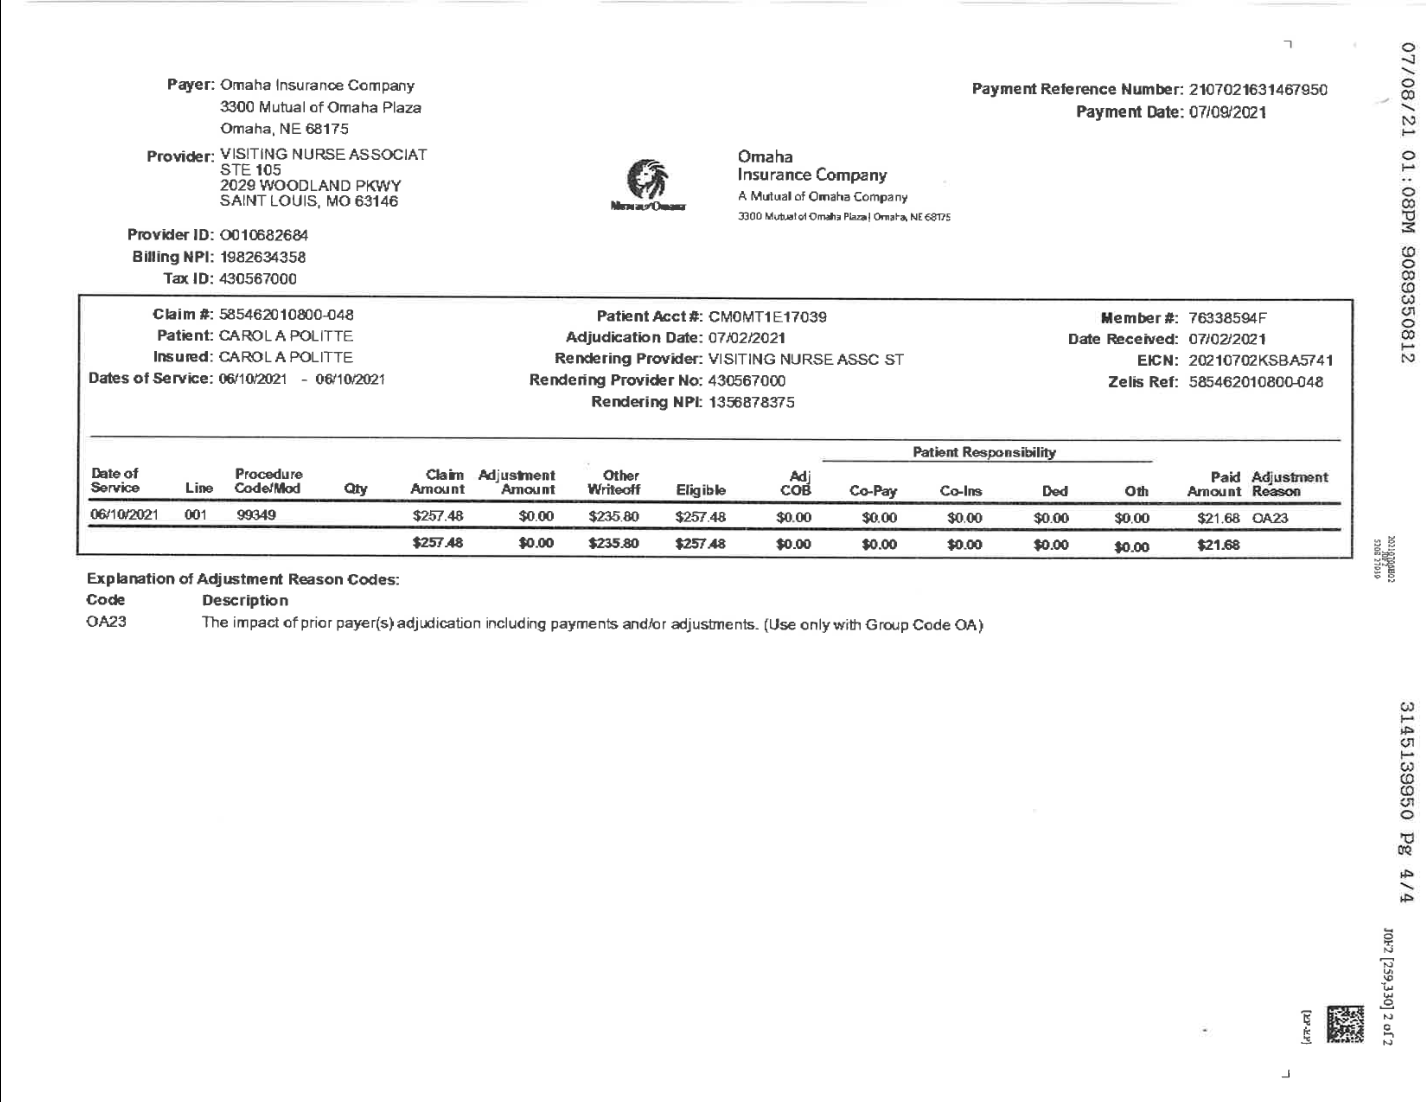 Payer: Omaha Insurance Company
3300 Mutual of Omaha Plaza
Omaha, NE 68175
Payment Reference Number: 2107021631467950
Payment Date: 07/09/2021
Provider: VISITING NURSE ASSOCIAT
STE 105
2029 WOODLAND PKWY
SAINT LOUIS, MO 63146
Mutual of Omaha
Omaha
Insurance Company
A Mutual of Omaha Company
3300 Mutual of Omaha Plaza | Omaha, NE 68175
Provider ID: O010682684
Billing NPI: 1982634358
Tax ID: 430567000
Claim #: 585462010800-048 Patient Acct #: CM0MT1E17039 Member #: 76338594F
Patient: CAROL A POLITTE Adjudication Date: 07/02/2021 Date Received: 07/02/2021
Insured: CAROL A POLITTE Rendering Provider: VISITING NURSE ASSC ST EICN: 20210702KSBA5741
Dates of Service: 06/10/2021 - 06/10/2021 Rendering Provider No: 430567000 Zelis Ref: 585462010800-048
Rendering NPI: 1356878375
Patient Responsibility
Date of Procedure Claim Adjustment Other Adj Paid Adjustment
Service Line Code/Mod Qty Amount Amount Writeoff Eligible COB Co-Pay Co-Ins Ded Oth Amount Reason
06/10/2021 001 99349 $257.48 $0.00 $235.80 $257.48 $0.00 $0.00 $0.00 $0.00 $0.00 $21.68 OA23
$257.48 $0.00 $235.80 $257.48 $0.00 $0.00 $0.00 $0.00 $0.00 $21.68
Explanation of Adjustment Reason Codes:
Code Description
OA23 The impact of prior payer(s) adjudication including payments and/or adjustments. (Use only with Group Code OA)
07/08/21 01:08PM 9089350812
3145139950 Pg 4/4
[259,330] 2 of 2